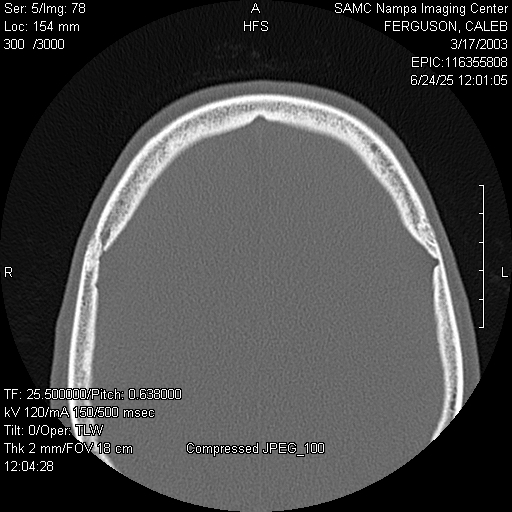 Ser: 5/Img: 78
Loc: 154 mm
300 /3000
A
HFS
SAMC Nampa Imaging Center
FERGUSON, CALEB
3/17/2003
EPIC:116355808
6/24/25 12:01:05
R
L
TF: 25.500000/Pitch: 0.638000
kV 120/mA 150/500 msec
Tilt: 0/Oper: TLW
Thk 2 mm/FOV 18 cm
12:04:28
Compressed JPEG_100